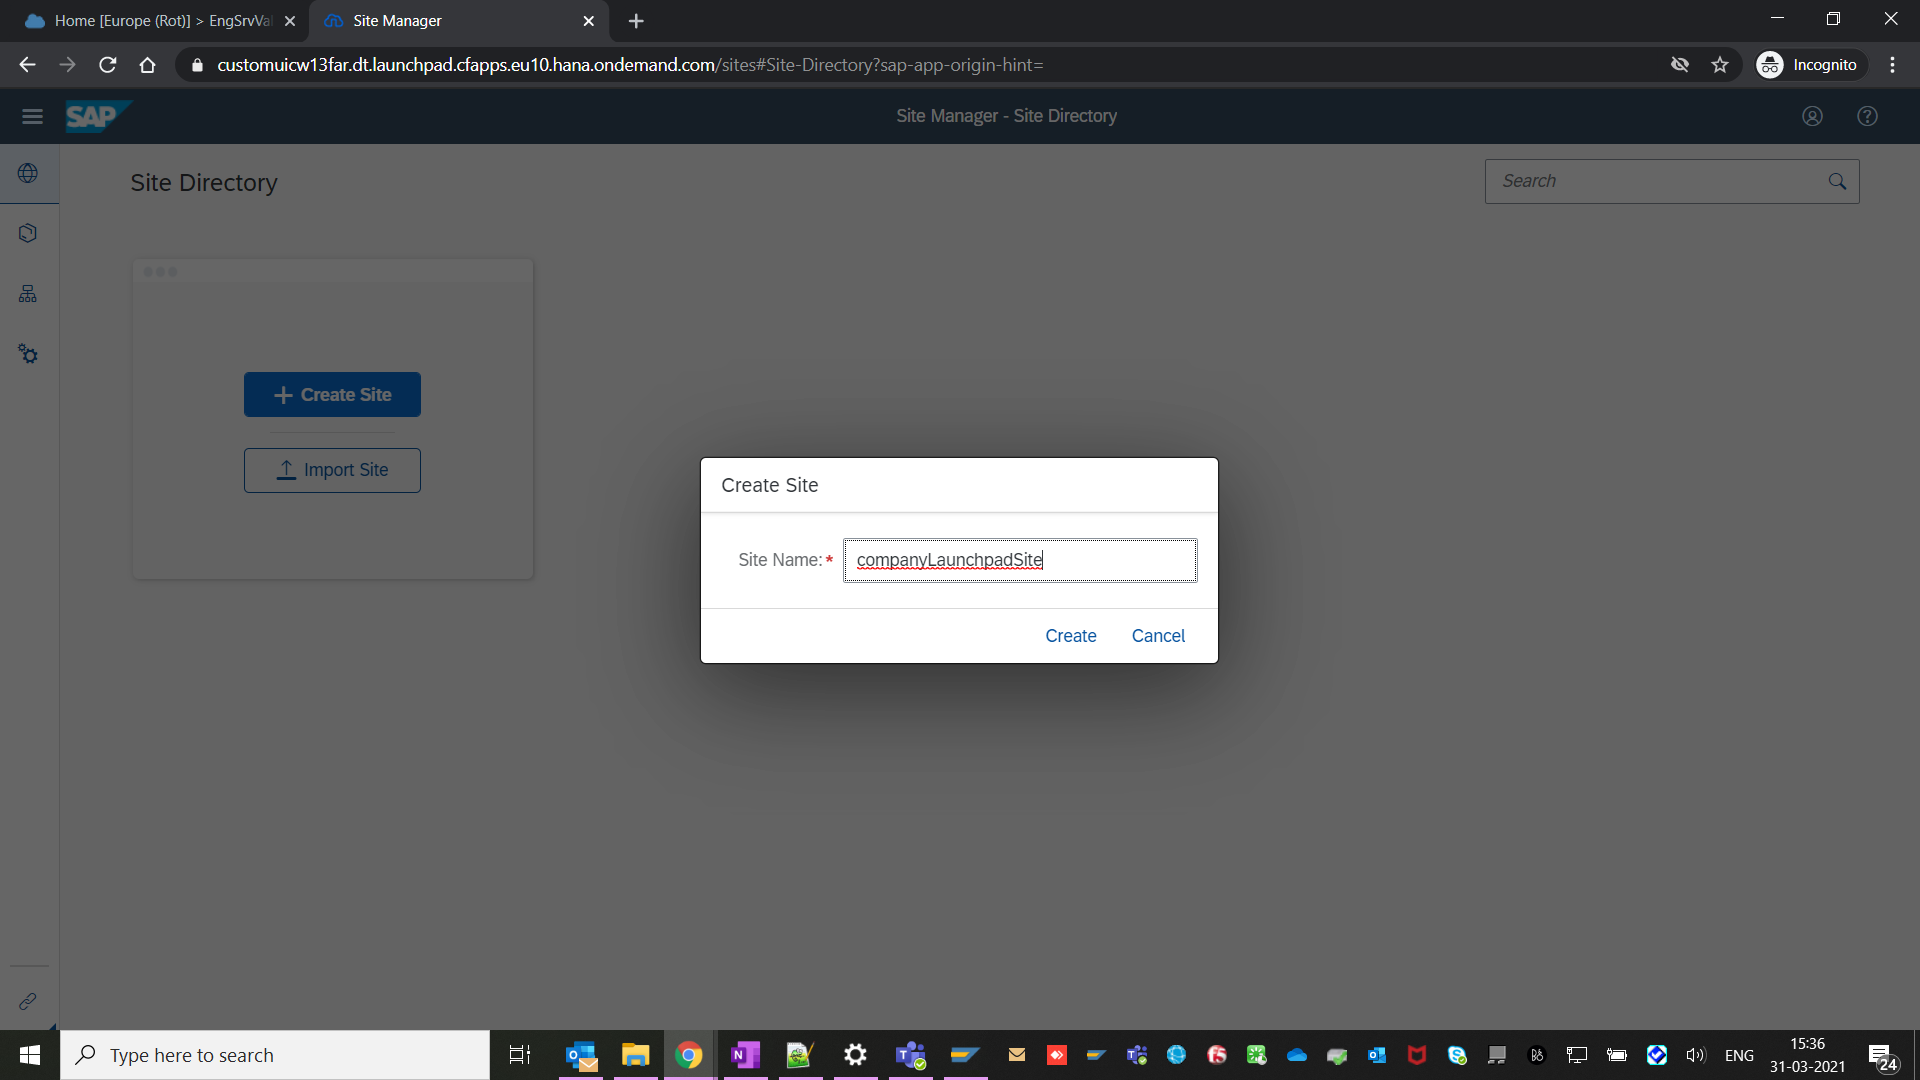 Home [Europe (Rot)] > EngSrvVa
Site Manager
customuicw13far.dt.launchpad.cfapps.eu10.hana.ondemand.com/sites#Site-Directory?sap-app-origin-hint=
Incognito
SAP
Site Manager - Site Directory
Site Directory
Search
Create Site
Import Site
Create Site
Site Name:*
companyLaunchpadSite
Create
Cancel
Type here to search
ENG
15:36
31-03-2021
24